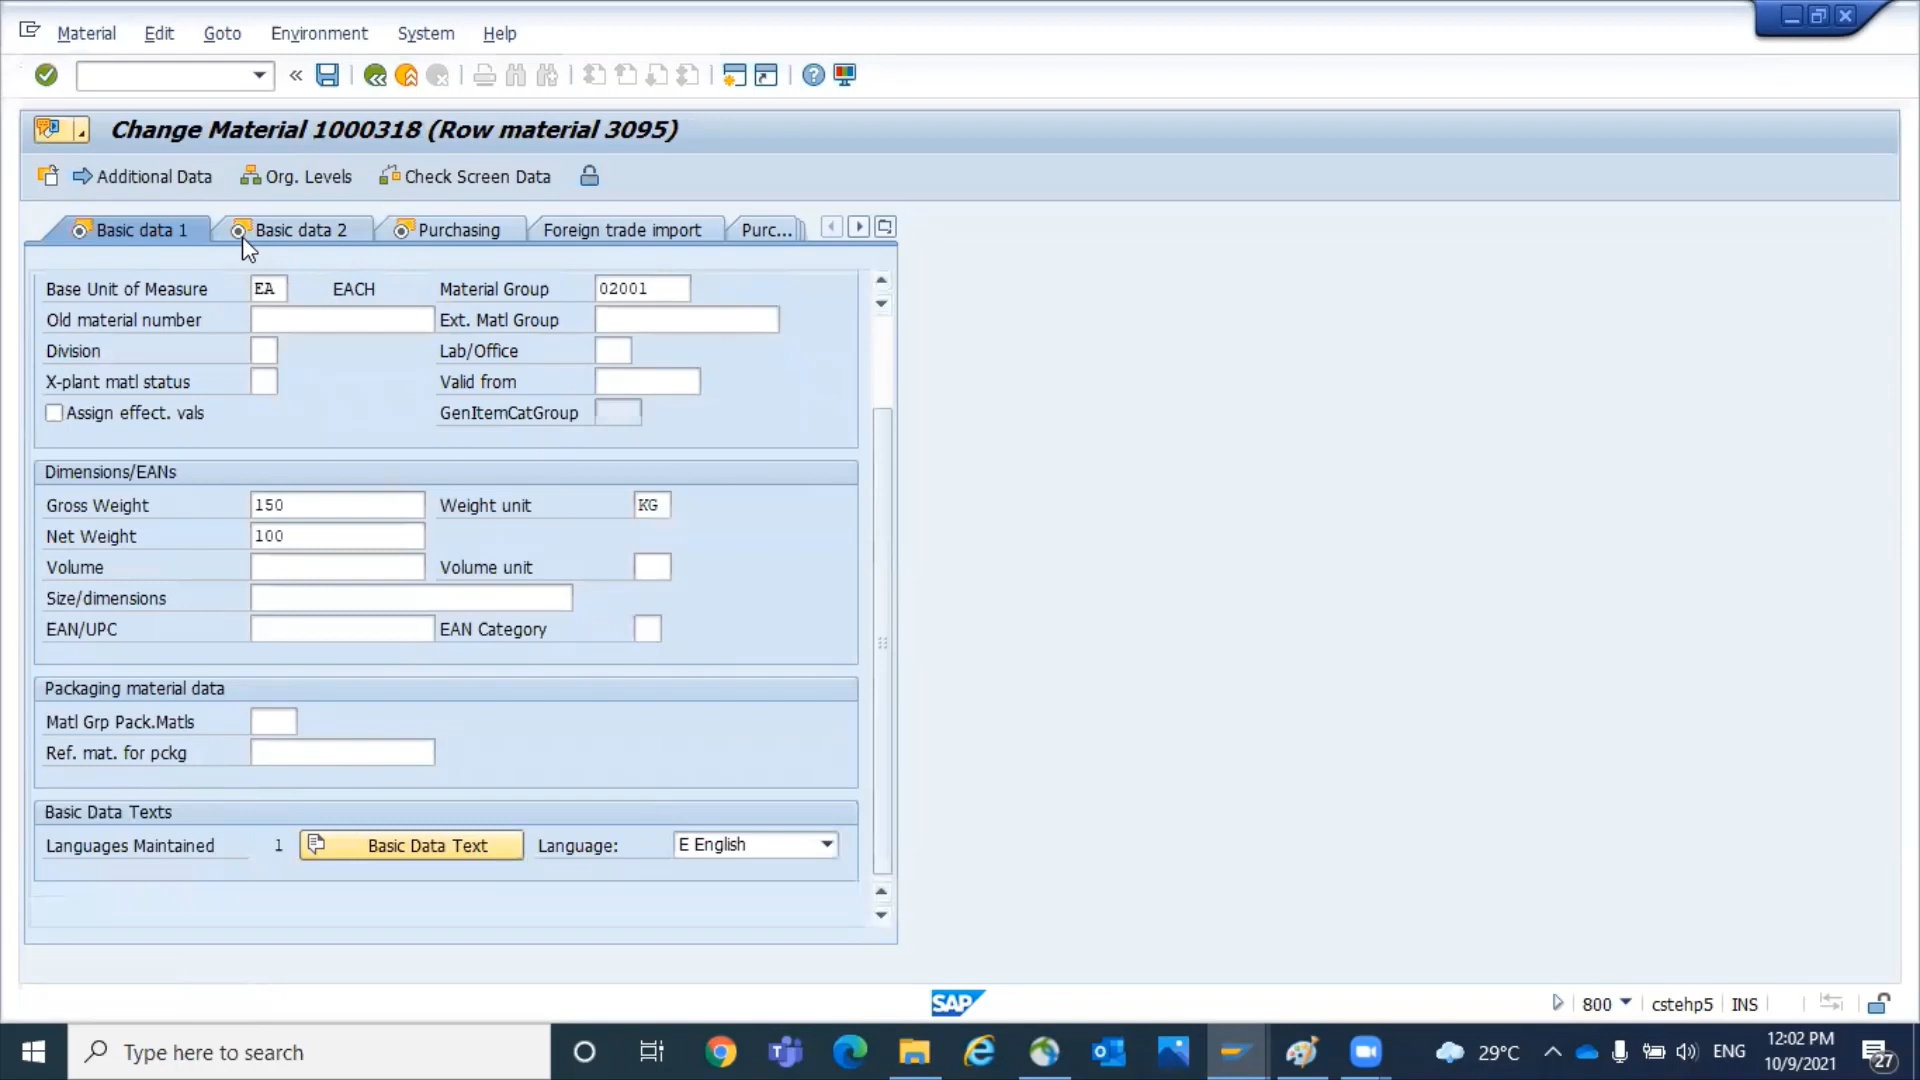 Material Edit Goto Environment System Help
Change Material 1000318 (Row material 3095)
Additional Data Org. Levels Check Screen Data
Basic data 1 Basic data 2 Purchasing Foreign trade import Purc...
Base Unit of Measure EA EACH Material Group 02001
Old material number Ext. Matl Group
Division Lab/Office
X-plant matl status Valid from
Assign effect. vals GenItemCatGroup
Dimensions/EANs
Gross Weight 150 Weight unit KG
Net Weight 100
Volume Volume unit
Size/dimensions
EAN/UPC EAN Category
Packaging material data
Matl Grp Pack.Matls
Ref. mat. for pckg
Basic Data Texts
Languages Maintained 1 Basic Data Text Language: E English
SAP 800 cstehp5 INS
Type here to search 29°C ENG 12:02 PM
10/9/2021 27